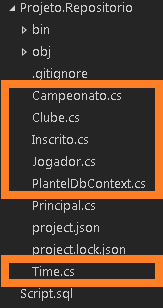 Projeto.Repositorio
bin
obj
.gitignore
Campeonato.cs
Clube.cs
Inscrito.cs
Jogador.cs
PlantelDbContext.cs
Principal.cs
project.json
project.lock.json
Time.cs
Script.sql